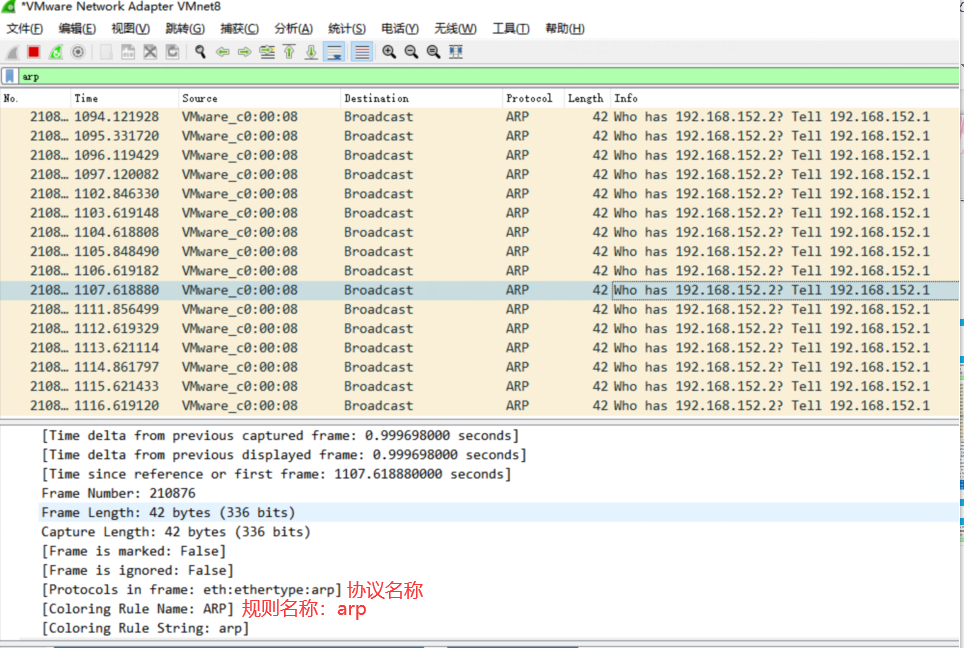 *VMware Network Adapter VMnet8
文件(F) 编辑(E) 视图(V) 跳转(G) 捕获(C) 分析(A) 统计(S) 电话(Y) 无线(W) 工具(T) 帮助(H)
arp
No. Time Source Destination Protocol Length Info
2108… 1094.121928 VMware_c0:00:08 Broadcast ARP 42 Who has 192.168.152.2? Tell 192.168.152.1
2108… 1095.331720 VMware_c0:00:08 Broadcast ARP 42 Who has 192.168.152.2? Tell 192.168.152.1
2108… 1096.119429 VMware_c0:00:08 Broadcast ARP 42 Who has 192.168.152.2? Tell 192.168.152.1
2108… 1097.120082 VMware_c0:00:08 Broadcast ARP 42 Who has 192.168.152.2? Tell 192.168.152.1
2108… 1102.846330 VMware_c0:00:08 Broadcast ARP 42 Who has 192.168.152.2? Tell 192.168.152.1
2108… 1103.619148 VMware_c0:00:08 Broadcast ARP 42 Who has 192.168.152.2? Tell 192.168.152.1
2108… 1104.618808 VMware_c0:00:08 Broadcast ARP 42 Who has 192.168.152.2? Tell 192.168.152.1
2108… 1105.848490 VMware_c0:00:08 Broadcast ARP 42 Who has 192.168.152.2? Tell 192.168.152.1
2108… 1106.619182 VMware_c0:00:08 Broadcast ARP 42 Who has 192.168.152.2? Tell 192.168.152.1
2108… 1107.618880 VMware_c0:00:08 Broadcast ARP 42 Who has 192.168.152.2? Tell 192.168.152.1
2108… 1111.856499 VMware_c0:00:08 Broadcast ARP 42 Who has 192.168.152.2? Tell 192.168.152.1
2108… 1112.619329 VMware_c0:00:08 Broadcast ARP 42 Who has 192.168.152.2? Tell 192.168.152.1
2108… 1113.621114 VMware_c0:00:08 Broadcast ARP 42 Who has 192.168.152.2? Tell 192.168.152.1
2108… 1114.861797 VMware_c0:00:08 Broadcast ARP 42 Who has 192.168.152.2? Tell 192.168.152.1
2108… 1115.621433 VMware_c0:00:08 Broadcast ARP 42 Who has 192.168.152.2? Tell 192.168.152.1
2108… 1116.619120 VMware_c0:00:08 Broadcast ARP 42 Who has 192.168.152.2? Tell 192.168.152.1
[Time delta from previous captured frame: 0.999698000 seconds]
[Time delta from previous displayed frame: 0.999698000 seconds]
[Time since reference or first frame: 1107.618880000 seconds]
Frame Number: 210876
Frame Length: 42 bytes (336 bits)
Capture Length: 42 bytes (336 bits)
[Frame is marked: False]
[Frame is ignored: False]
[Protocols in frame: eth:ethertype:arp] 协议名称
[Coloring Rule Name: ARP] 规则名称：arp
[Coloring Rule String: arp]